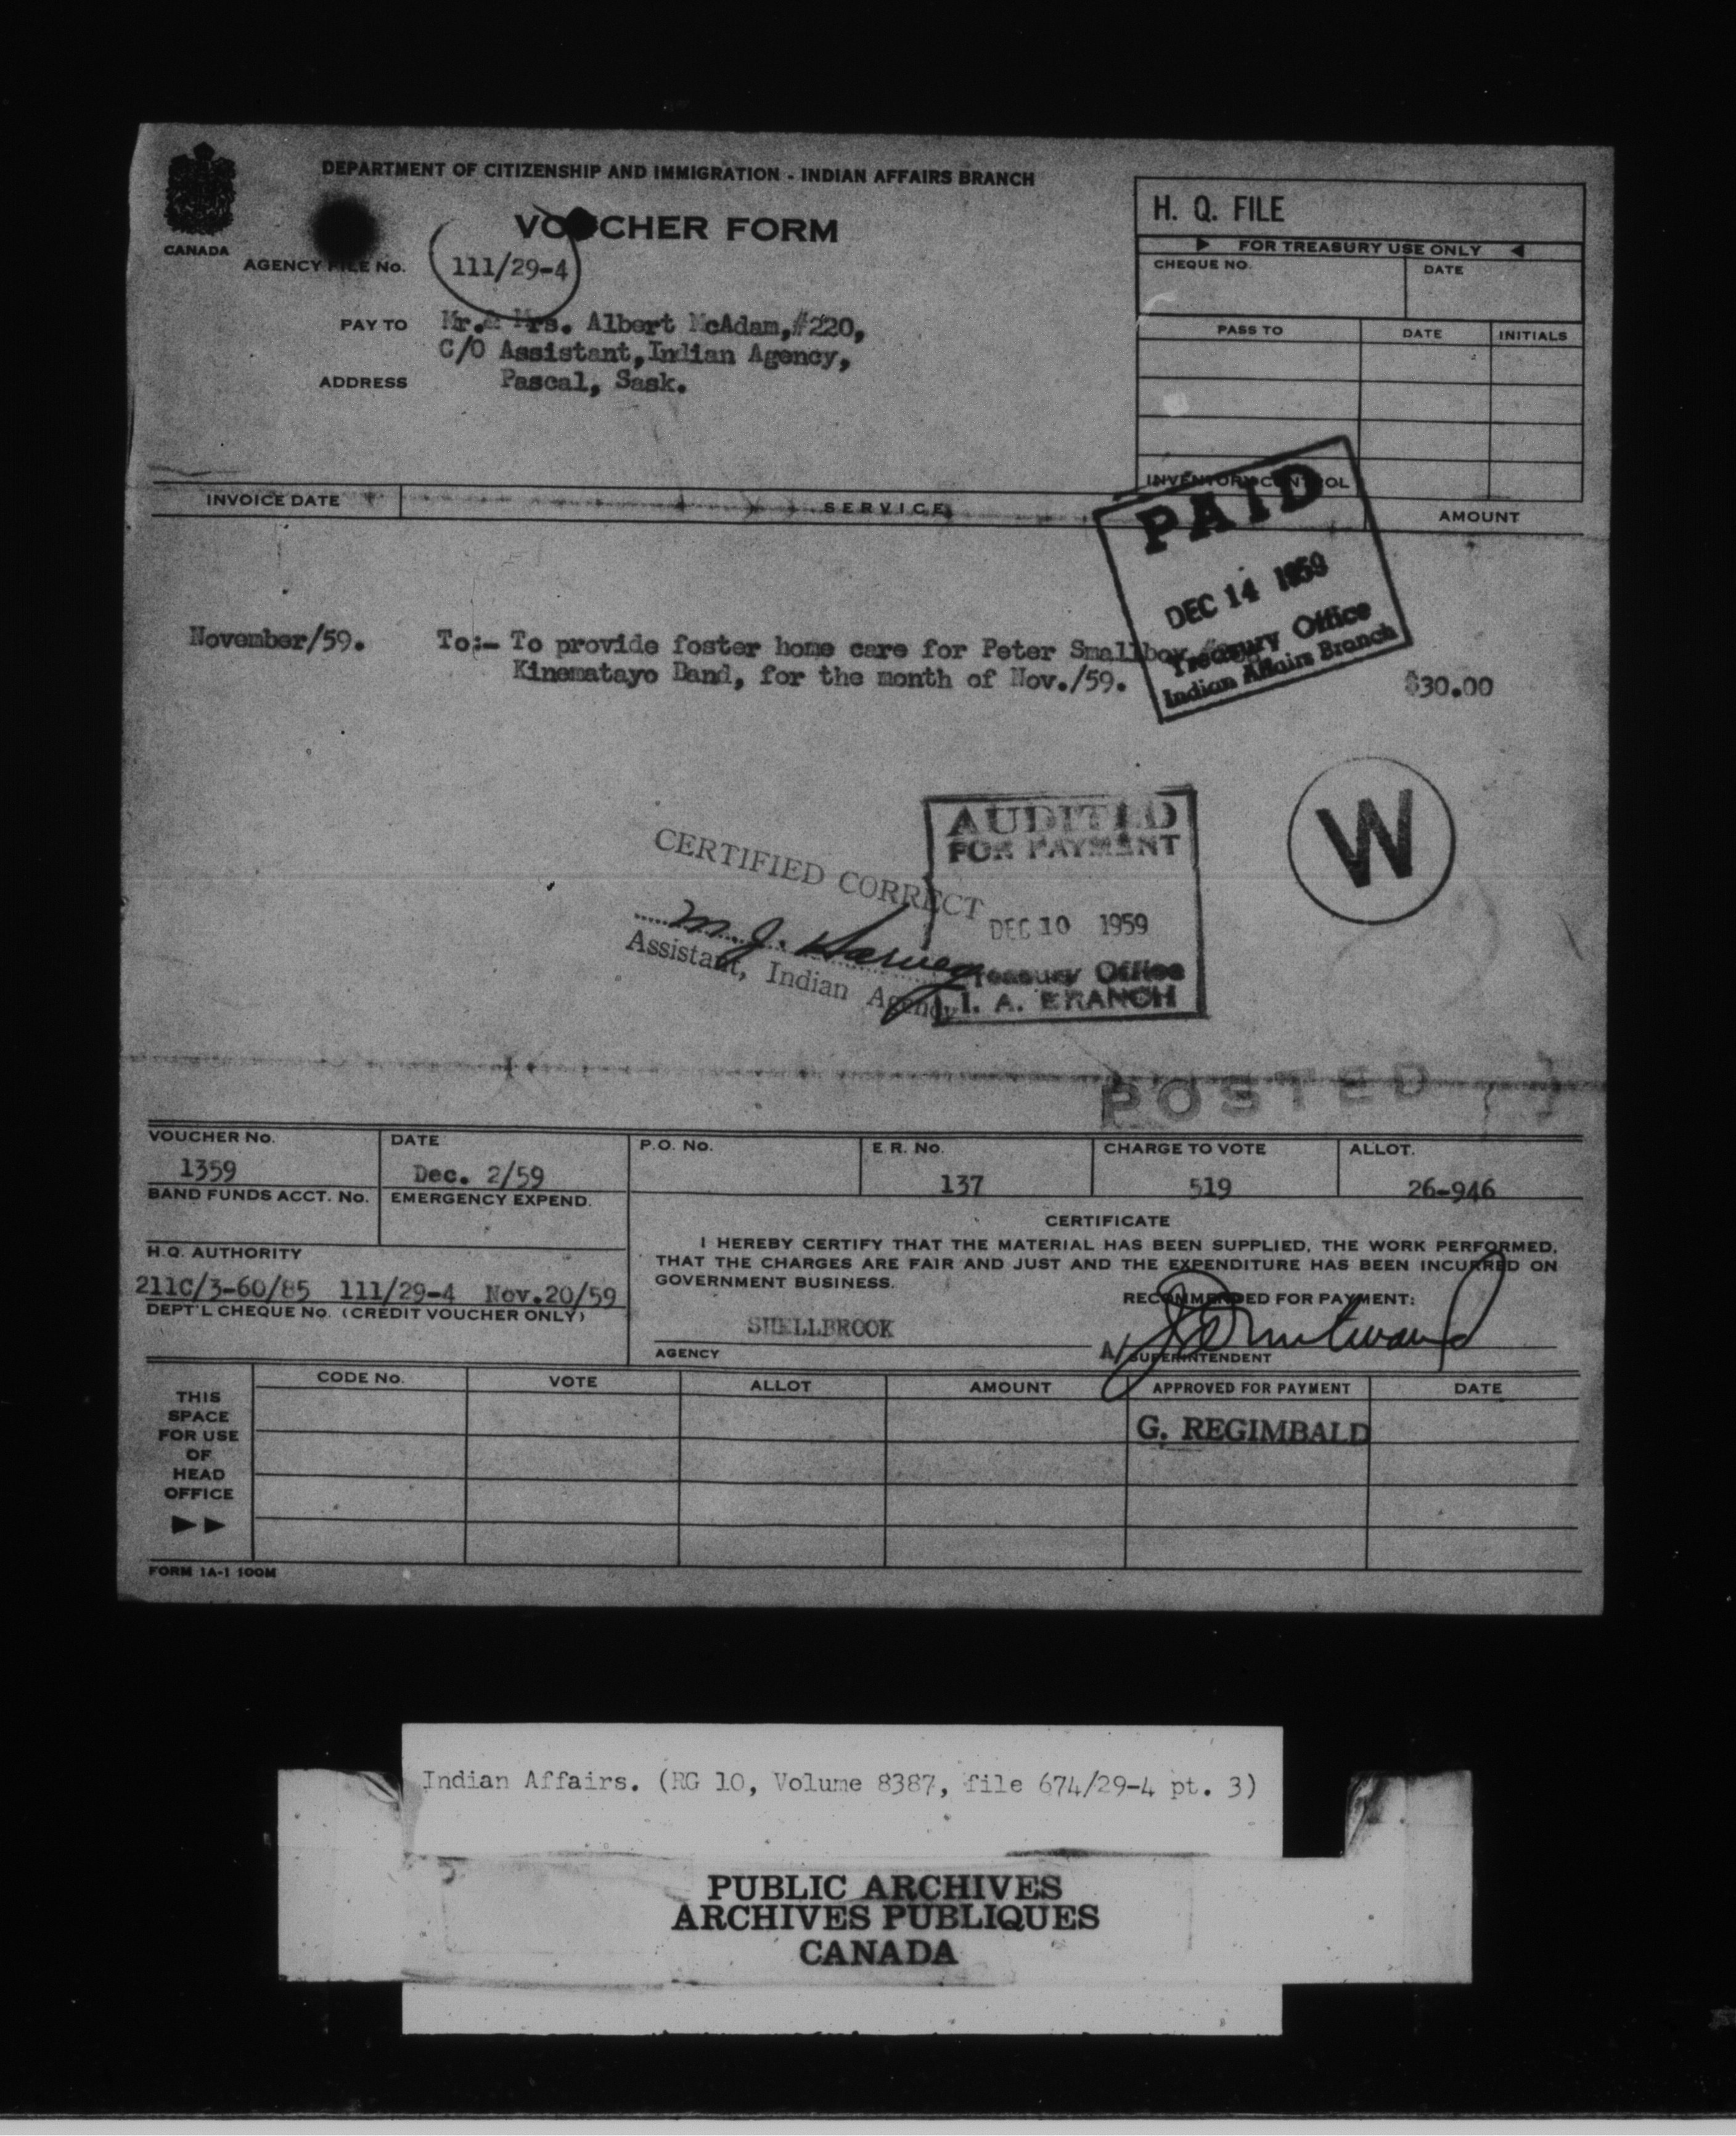 DEPARTMENT OF CITIZENSHIP AND IMMIGRATION - INDIAN AFFAIRS BRANCH
CANADA
VOUCHER FORM
AGENCY FILE No. 111/29-4
PAY TO Mr.& Mrs. Albert McAdam,#220,
C/O Assistant,Indian Agency,
ADDRESS Pascal, Sask.
H. Q. FILE
FOR TREASURY USE ONLY
CHEQUE NO. DATE
PASS TO DATE INITIALS
INVENTORY CONTROL
INVOICE DATE SERVICE AMOUNT
PAID
DEC 14 1959
Treasury Office
Indian Affairs Branch
November/59. To:- To provide foster home care for Peter Smallboy
Kinematayo Band, for the month of Nov./59. $30.00
W
AUDITED
FOR PAYMENT
DEC 10 1959
Treasury Office
I. A. BRANCH
CERTIFIED CORRECT
M. J. Harvey
Assistant, Indian Agency
POSTED
VOUCHER No. DATE P.O. No. E R. No. CHARGE TO VOTE ALLOT.
1359 Dec. 2/59 137 519 26-946
BAND FUNDS ACCT. No. EMERGENCY EXPEND.
CERTIFICATE
I HEREBY CERTIFY THAT THE MATERIAL HAS BEEN SUPPLIED, THE WORK PERFORMED,
THAT THE CHARGES ARE FAIR AND JUST AND THE EXPENDITURE HAS BEEN INCURRED ON
GOVERNMENT BUSINESS.
H.Q. AUTHORITY
211C/3-60/85 111/29-4 Nov.20/59
DEPT'L CHEQUE No. (CREDIT VOUCHER ONLY)
RECOMMENDED FOR PAYMENT:
SHELLBROOK
AGENCY A/ SUPERINTENDENT
THIS
SPACE
FOR USE
OF
HEAD
OFFICE
CODE No. VOTE ALLOT AMOUNT APPROVED FOR PAYMENT DATE
G. REGIMBALD
FORM 1A-1 100M
Indian Affairs. (RG 10, Volume 8387, file 674/29-4 pt. 3)
PUBLIC ARCHIVES
ARCHIVES PUBLIQUES
CANADA